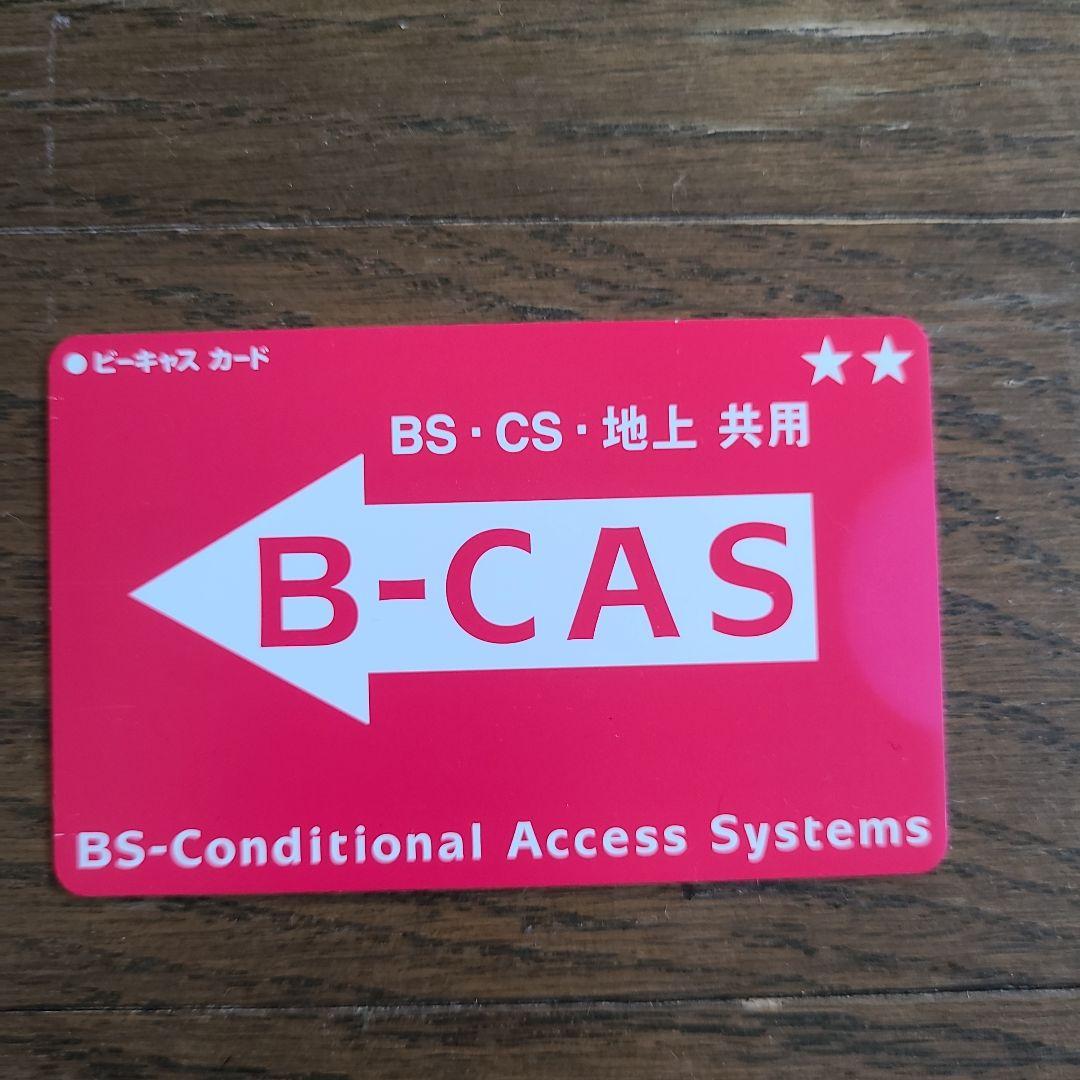 ●ビーキャス カード
★★
BS・CS・地上 共用
B-CAS
BS-Conditional Access Systems